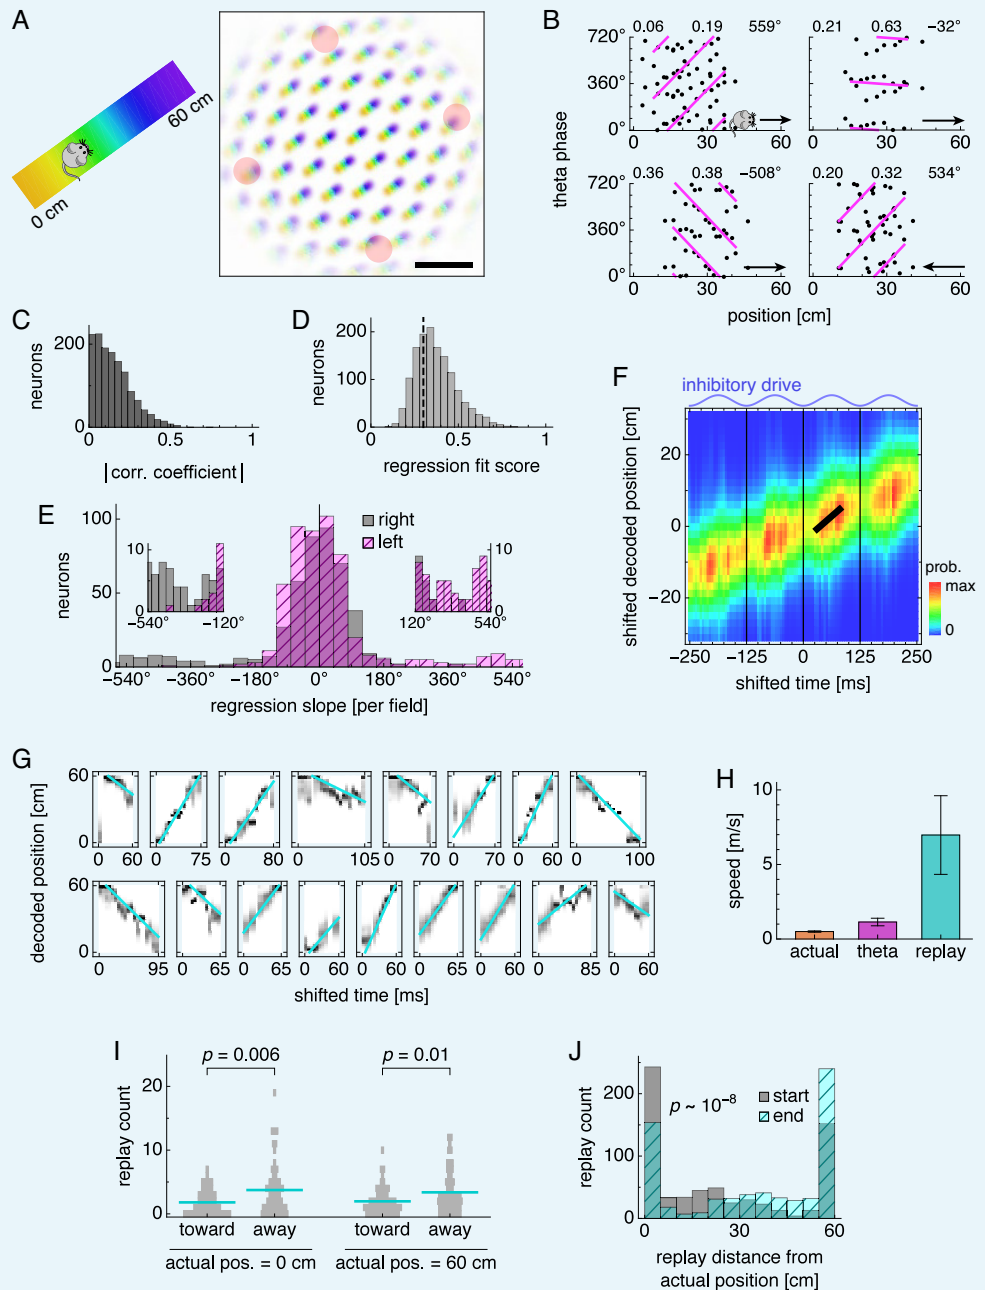 A
0 cm
60 cm
B
theta phase
0.06 0.19 559°
720°
360°
0°
0 30 60
0.21 0.63 −32°
0 30 60
0.36 0.38 −508°
720°
360°
0°
0 30 60
0.20 0.32 534°
0 30 60
position [cm]
C
neurons
200
0
0 0.5 1
|corr. coefficient|
D
neurons
200
100
0
0 0.5 1
regression fit score
E
neurons
100
50
0
right
left
10
0
−540° −120°
10
0
120° 540°
−540° −360° −180° 0° 180° 360° 540°
regression slope [per field]
F
inhibitory drive
shifted decoded position [cm]
20
0
−20
−250 −125 0 125 250
shifted time [ms]
prob.
max
0
G
decoded position [cm]
60
0
0 60
0 75
0 80
0 105
0 70
0 70
0 60
0 100
60
0
0 95
0 65
0 65
0 60
0 60
0 65
0 60
0 85
0 60
shifted time [ms]
H
speed [m/s]
10
5
0
actual theta replay
I
replay count
p = 0.006
p = 0.01
20
10
0
toward away toward away
actual pos. = 0 cm actual pos. = 60 cm
J
replay count
200
100
0
p ~ 10⁻⁸
start
end
0 30 60
replay distance from
actual position [cm]